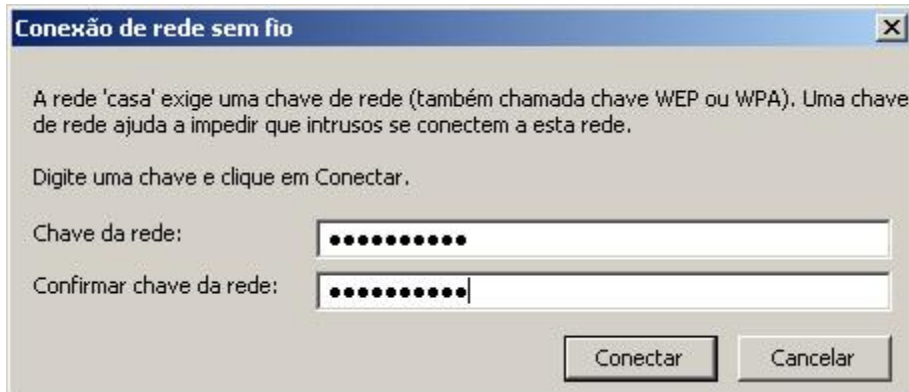 Conexão de rede sem fio
A rede 'casa' exige uma chave de rede (também chamada chave WEP ou WPA). Uma chave
de rede ajuda a impedir que intrusos se conectem a esta rede.
Digite uma chave e clique em Conectar.
Chave da rede: ●●●●●●●●●●
Confirmar chave da rede: ●●●●●●●●●●
Conectar Cancelar